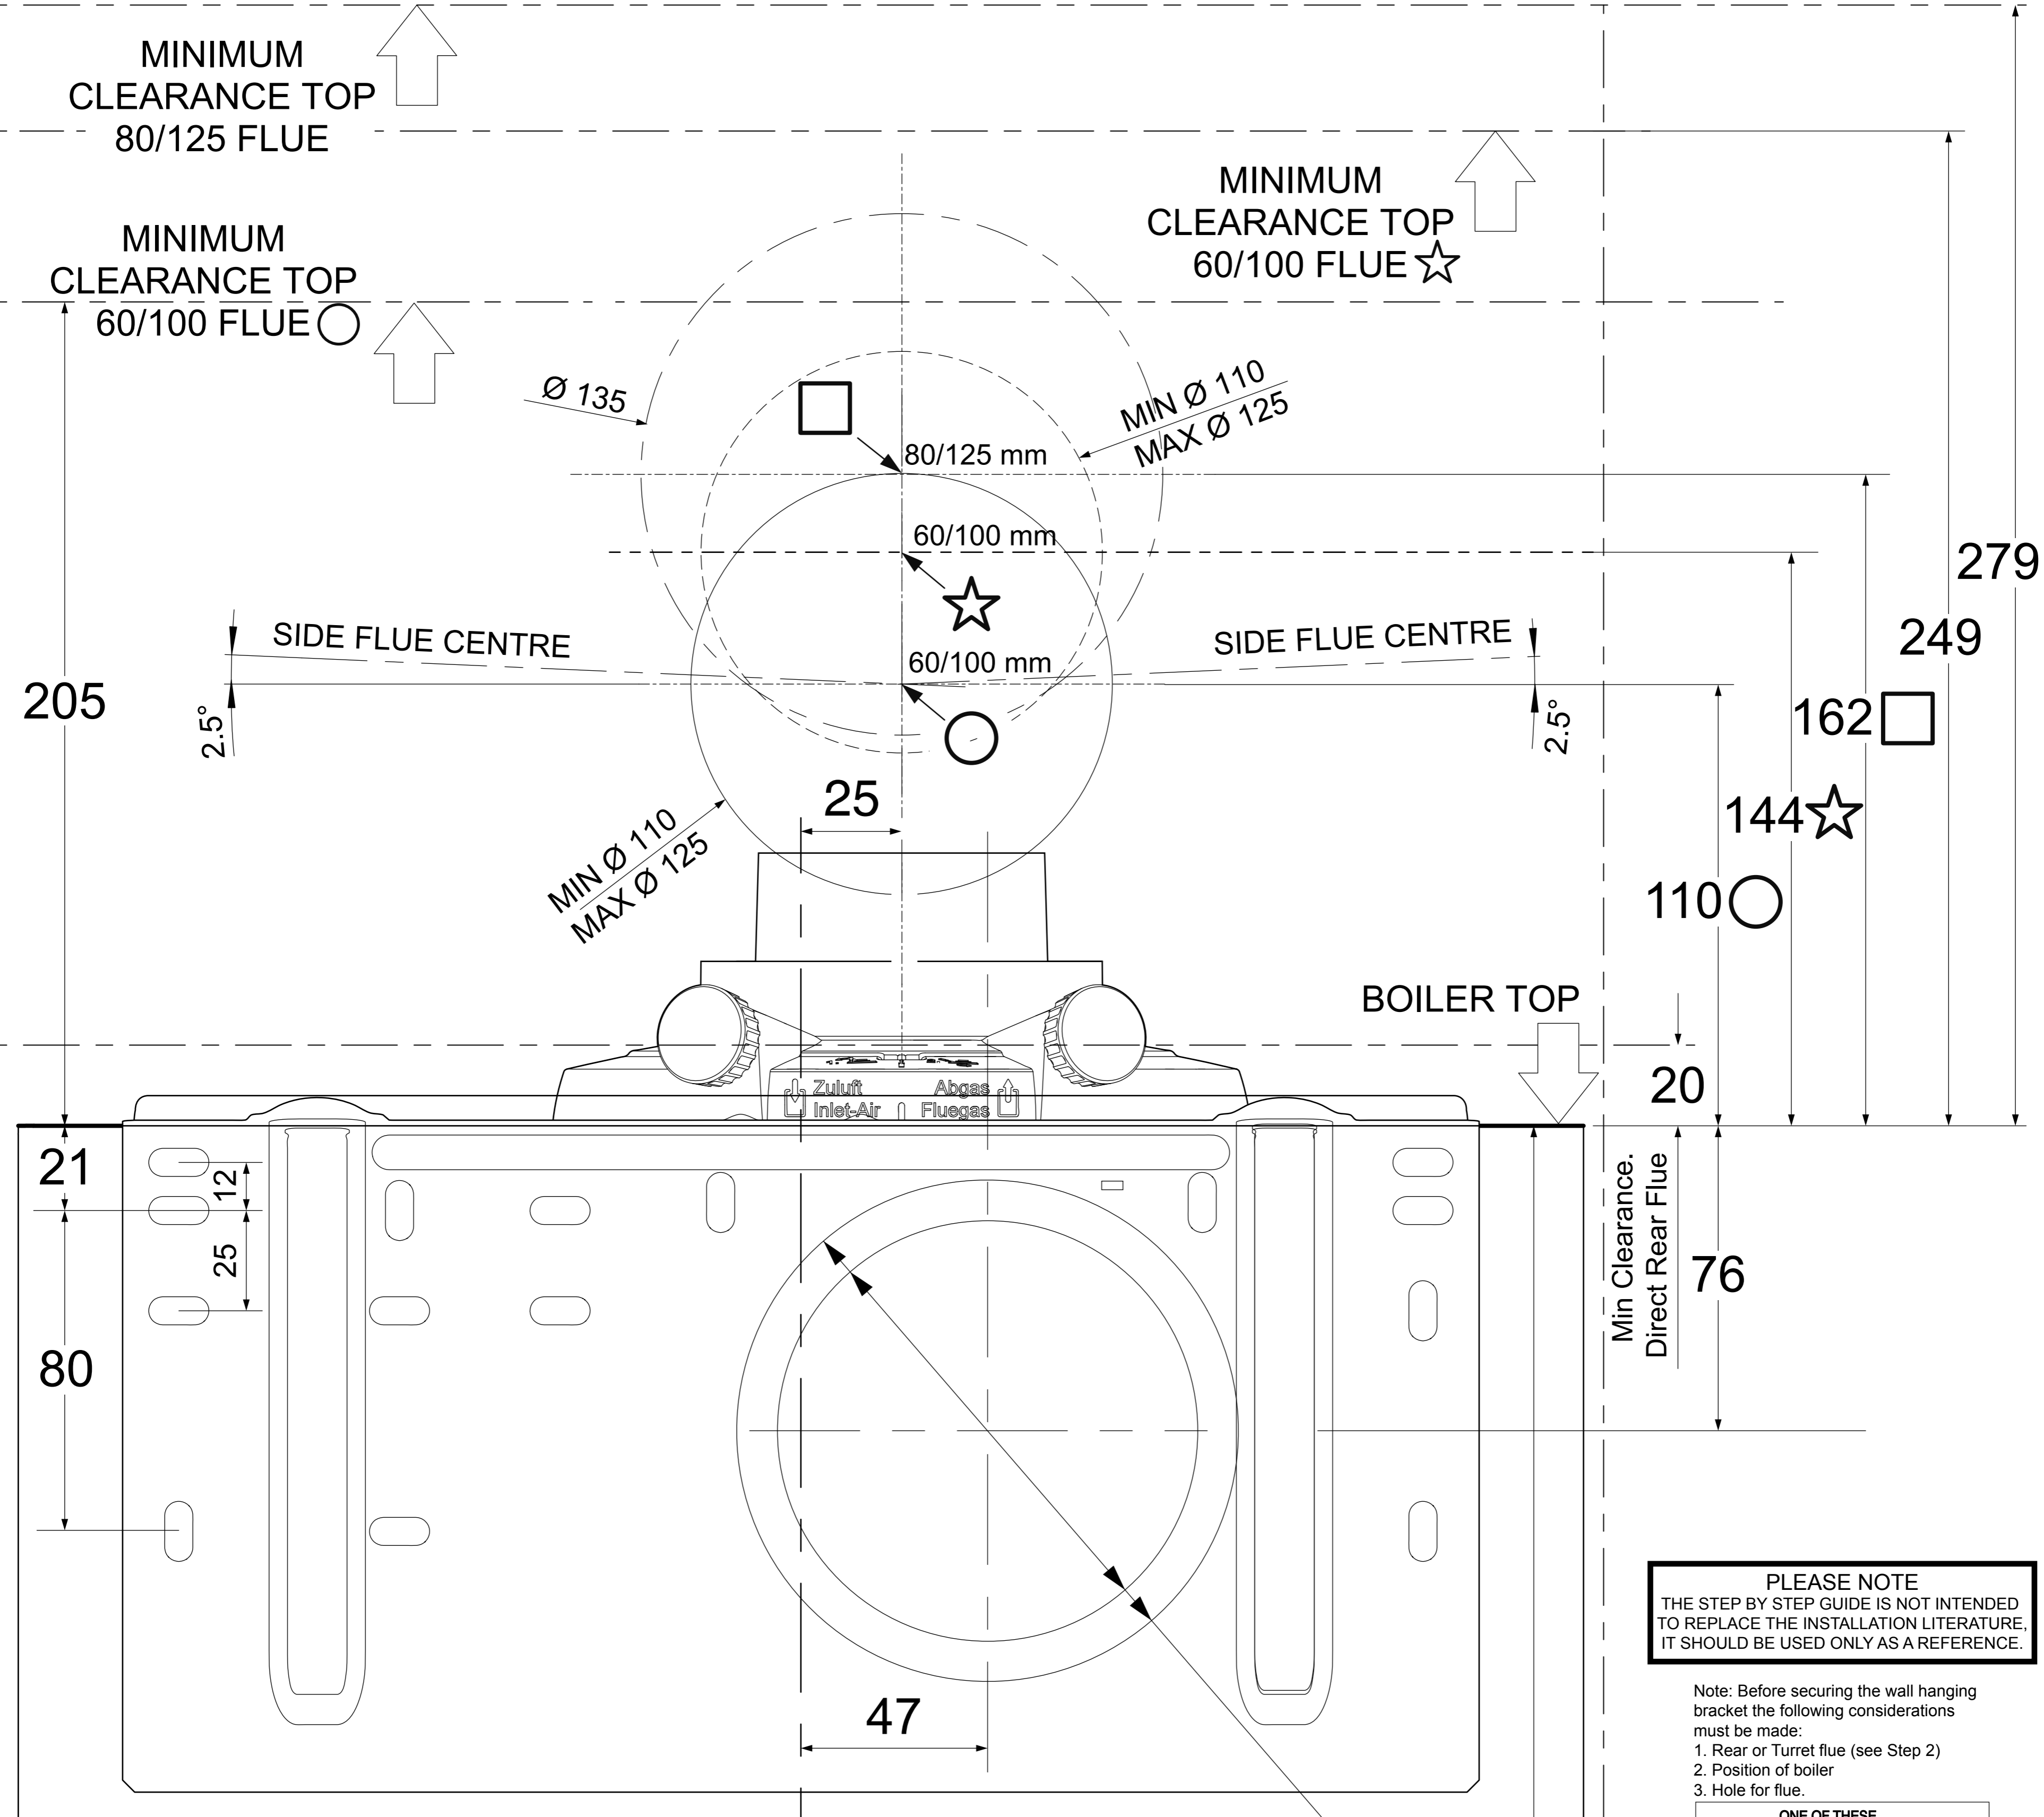 MINIMUM
CLEARANCE TOP
80/125 FLUE
MINIMUM
CLEARANCE TOP
60/100 FLUE
MINIMUM
CLEARANCE TOP
60/100 FLUE
Ø 135
MIN Ø 110
MAX Ø 125
80/125 mm
60/100 mm
279
SIDE FLUE CENTRE
SIDE FLUE CENTRE
249
60/100 mm
205
2.5°
2.5°
162
25
144
MIN Ø 110
MAX Ø 125
110
BOILER TOP
20
Zuluft
Inlet-Air
Abgas
Fluegas
21
12
25
80
Min Clearance.
Direct Rear Flue
76
47
PLEASE NOTE
THE STEP BY STEP GUIDE IS NOT INTENDED
TO REPLACE THE INSTALLATION LITERATURE,
IT SHOULD BE USED ONLY AS A REFERENCE.
Note: Before securing the wall hanging
bracket the following considerations
must be made:
1. Rear or Turret flue (see Step 2)
2. Position of boiler
3. Hole for flue.
ONE OF THESE